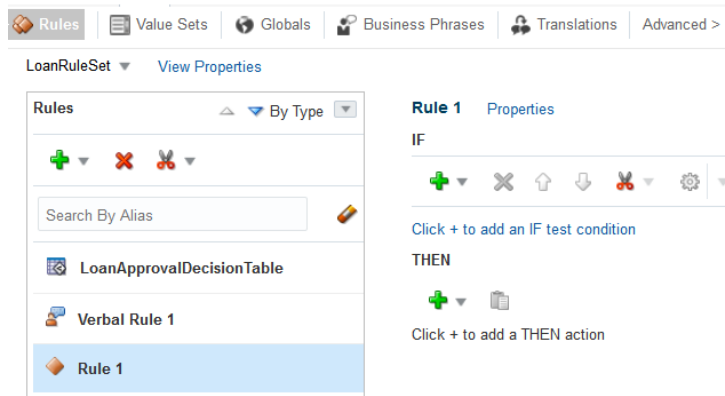 Rules Value Sets Globals Business Phrases Translations Advanced >
LoanRuleSet View Properties
Rules By Type
Rule 1 Properties
IF
Search By Alias
Click + to add an IF test condition
LoanApprovalDecisionTable
THEN
Verbal Rule 1
Click + to add a THEN action
Rule 1